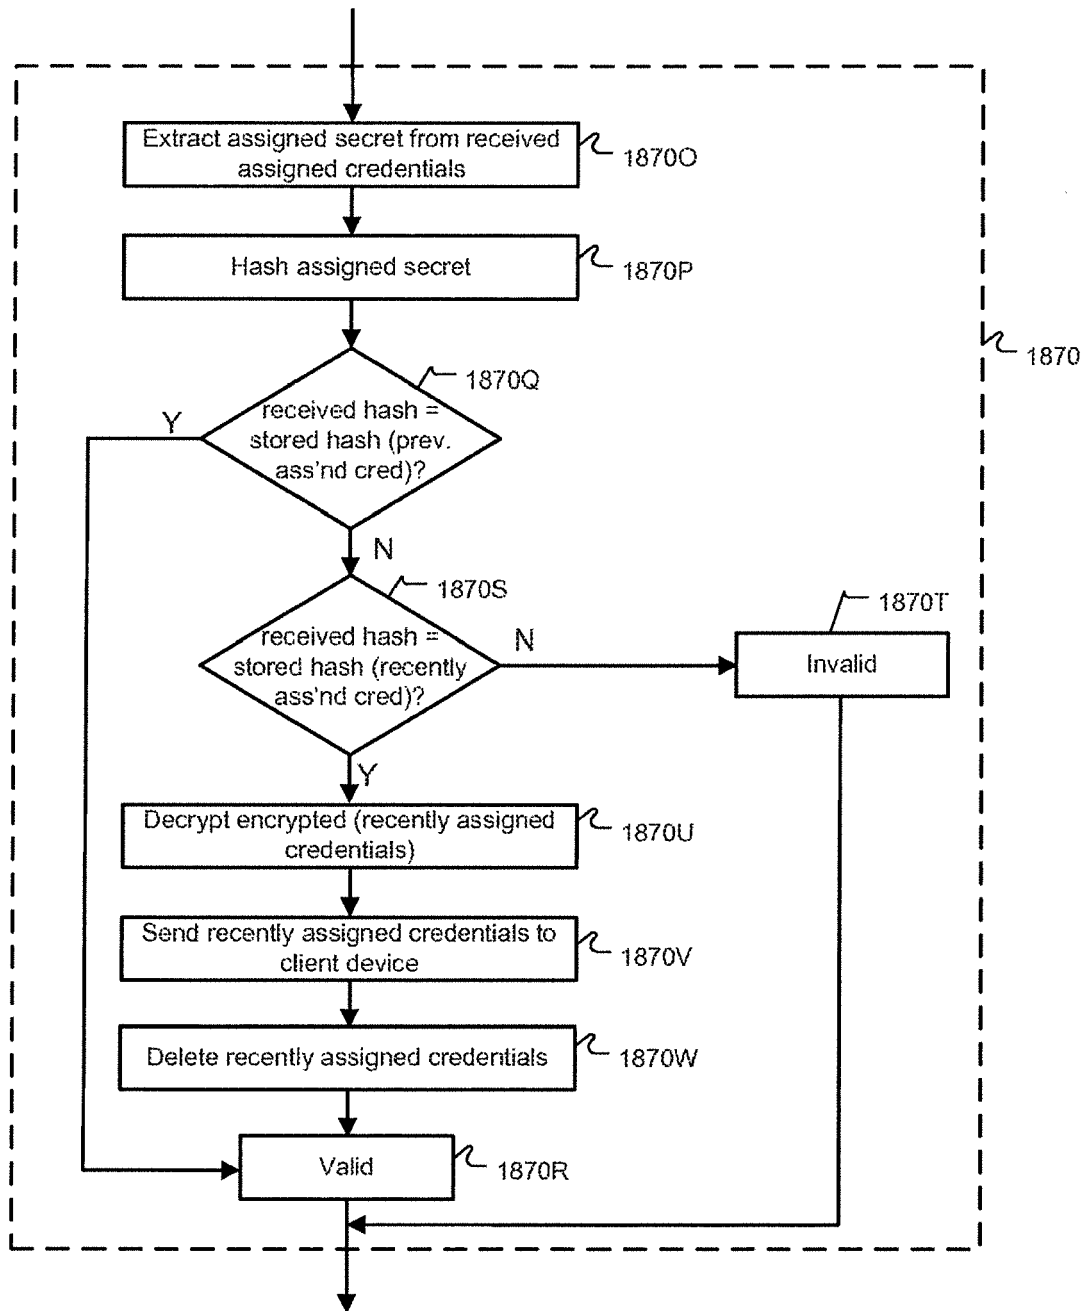 Extract assigned secret from received
assigned credentials
1870O
Hash assigned secret
1870P
1870
1870Q
Y
received hash =
stored hash (prev.
ass'nd cred)?
N
1870S
received hash =
stored hash (recently
ass'nd cred)?
N
1870T
Invalid
Y
Decrypt encrypted (recently assigned
credentials)
1870U
Send recently assigned credentials to
client device
1870V
Delete recently assigned credentials
1870W
Valid
1870R